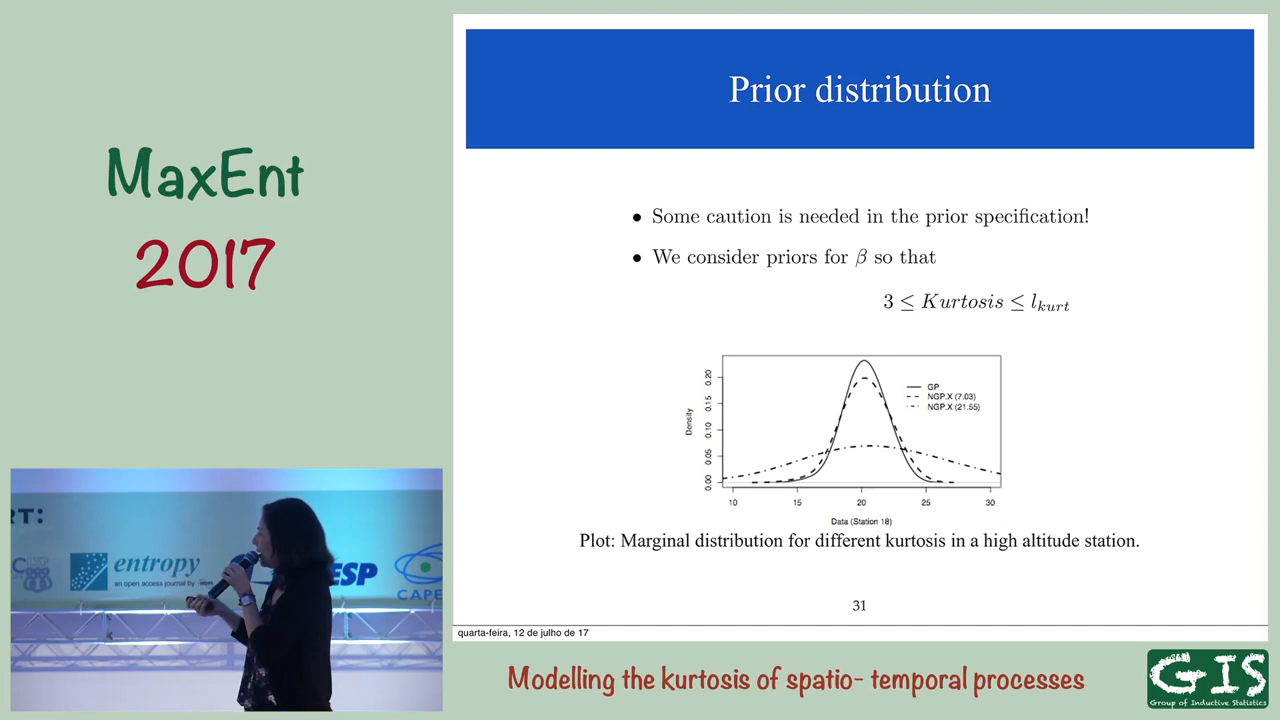 MaxEnt
2017
Prior distribution
• Some caution is needed in the prior specification!
• We consider priors for β so that
3 ≤ Kurtosis ≤ l_kurt
GP
NGP.X (7.03)
NGP.X (21.55)
Density
0.00 0.05 0.10 0.15 0.20
10 15 20 25 30
Data (Station 18)
Plot: Marginal distribution for different kurtosis in a high altitude station.
31
quarta-feira, 12 de julho de 17
RT:
entropy
an open access journal by
ESP
CAPE
Modelling the kurtosis of spatio- temporal processes
GIS
Group of Inductive Statistics